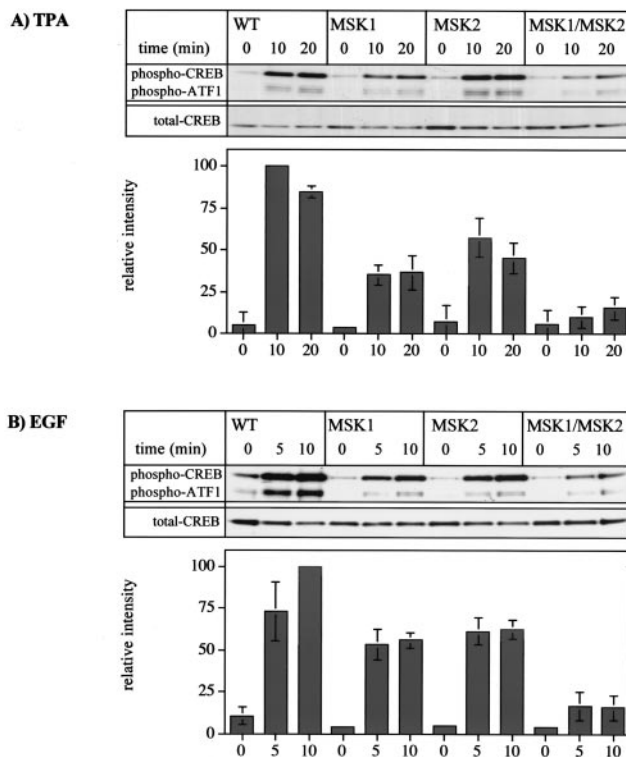 A) TPA
WT MSK1 MSK2 MSK1/MSK2
time (min) 0 10 20 0 10 20 0 10 20 0 10 20
phospho-CREB
phospho-ATF1
total-CREB
100
75
50
25
0
relative intensity
0 10 20 0 10 20 0 10 20 0 10 20
B) EGF
WT MSK1 MSK2 MSK1/MSK2
time (min) 0 5 10 0 5 10 0 5 10 0 5 10
phospho-CREB
phospho-ATF1
total-CREB
100
75
50
25
0
relative intensity
0 5 10 0 5 10 0 5 10 0 5 10